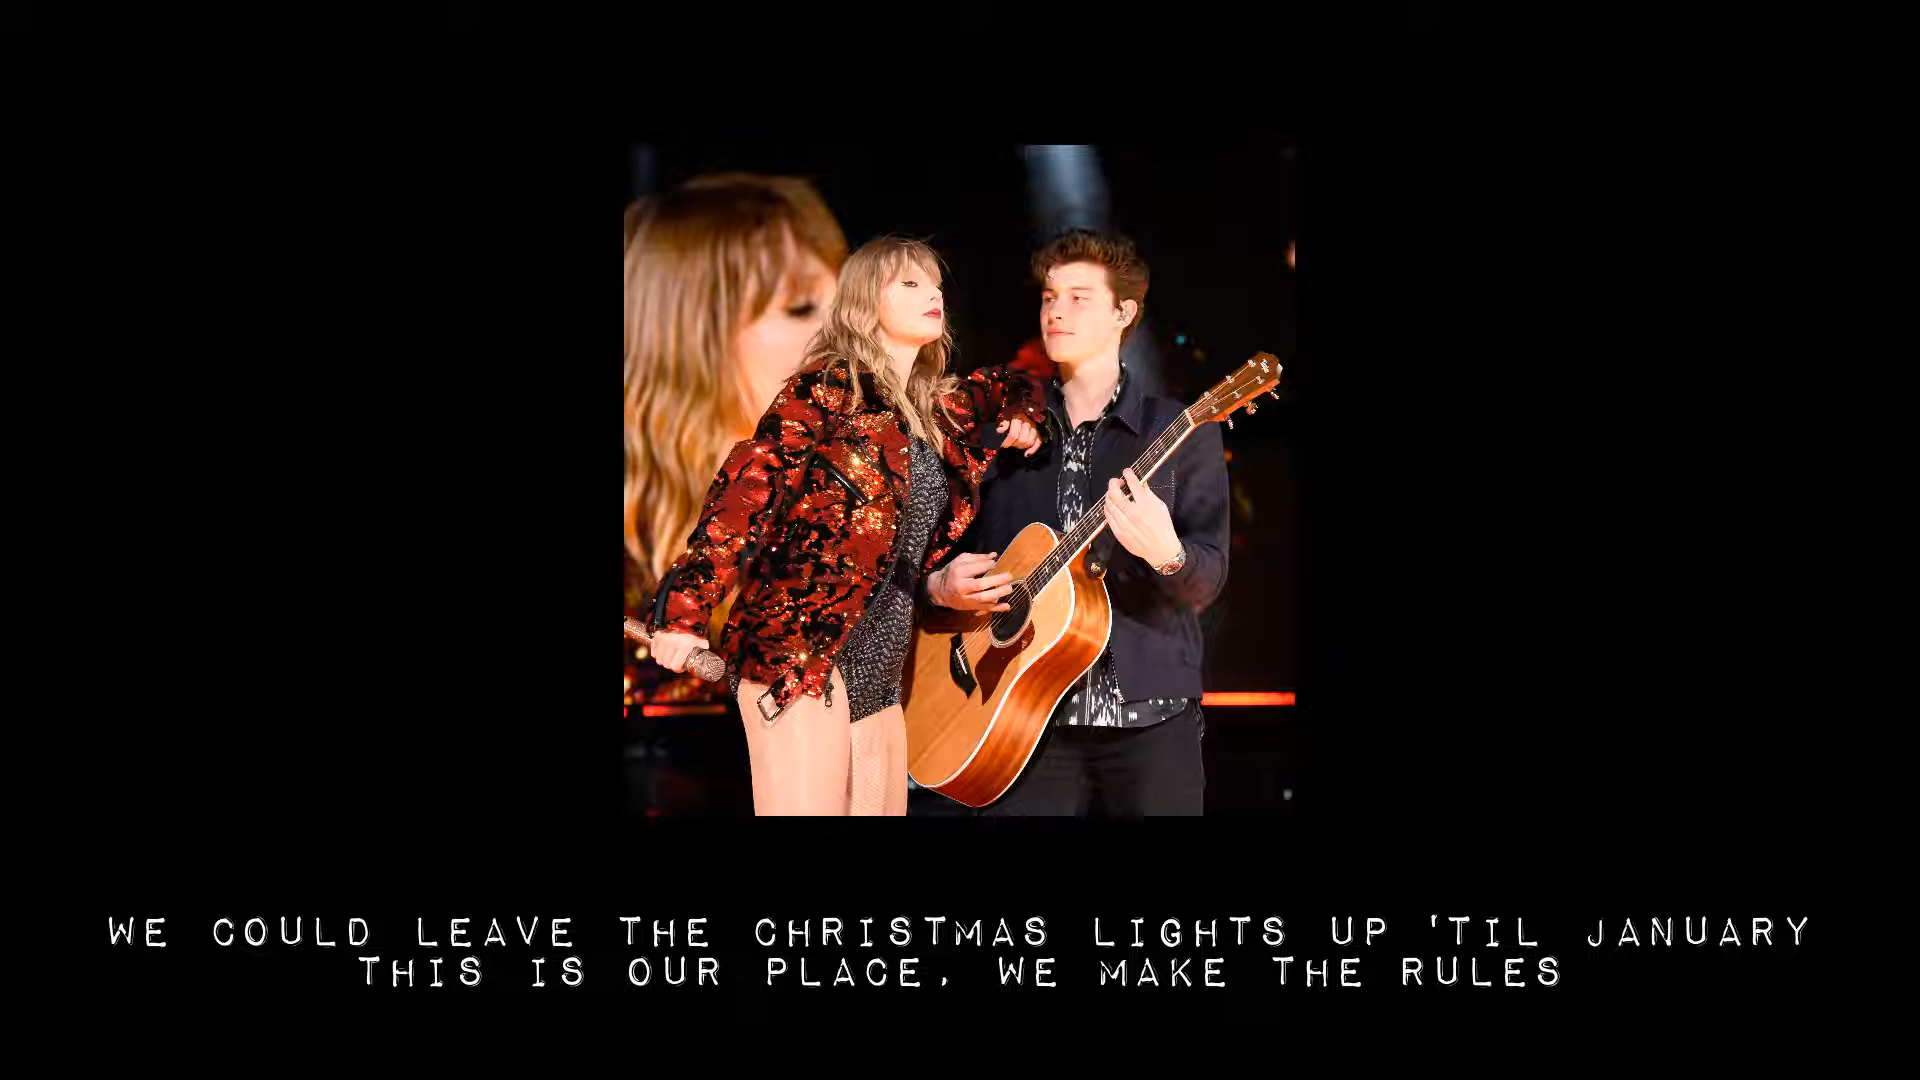 WE COULD LEAVE THE CHRISTMAS LIGHTS UP 'TIL JANUARY
THIS IS OUR PLACE, WE MAKE THE RULES